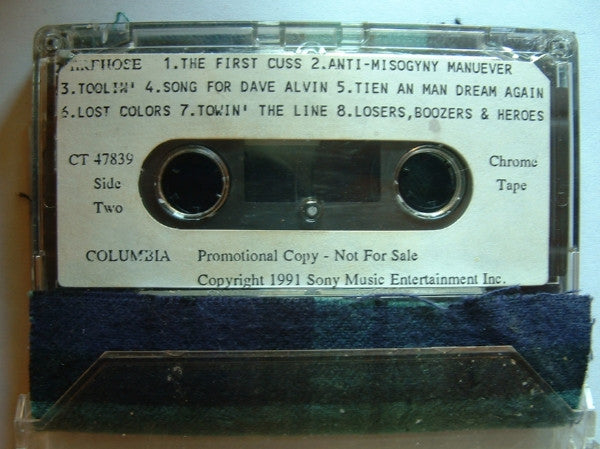 FIREHOSE 1.THE FIRST CUSS 2.ANTI-MISOGYNY MANUEVER
3.TOOLIN' 4.SONG FOR DAVE ALVIN 5.TIEN AN MAN DREAM AGAIN
6.LOST COLORS 7.TOWIN' THE LINE 8.LOSERS,BOOZERS & HEROES
CT 47839
Side
Two
Chrome
Tape
COLUMBIA Promotional Copy - Not For Sale
Copyright 1991 Sony Music Entertainment Inc.